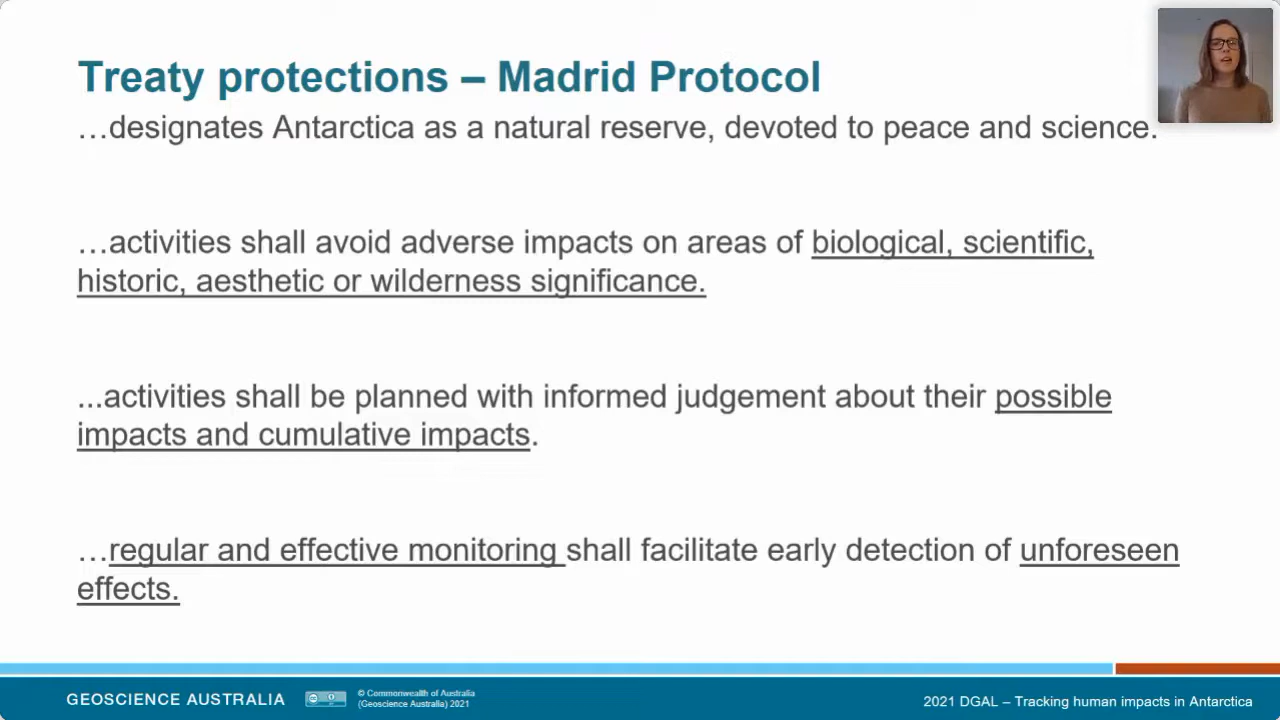 Treaty protections – Madrid Protocol
…designates Antarctica as a natural reserve, devoted to peace and science.
…activities shall avoid adverse impacts on areas of biological, scientific,
historic, aesthetic or wilderness significance.
...activities shall be planned with informed judgement about their possible
impacts and cumulative impacts.
…regular and effective monitoring shall facilitate early detection of unforeseen
effects.
GEOSCIENCE AUSTRALIA
© Commonwealth of Australia
(Geoscience Australia) 2021
2021 DGAL – Tracking human impacts in Antarctica